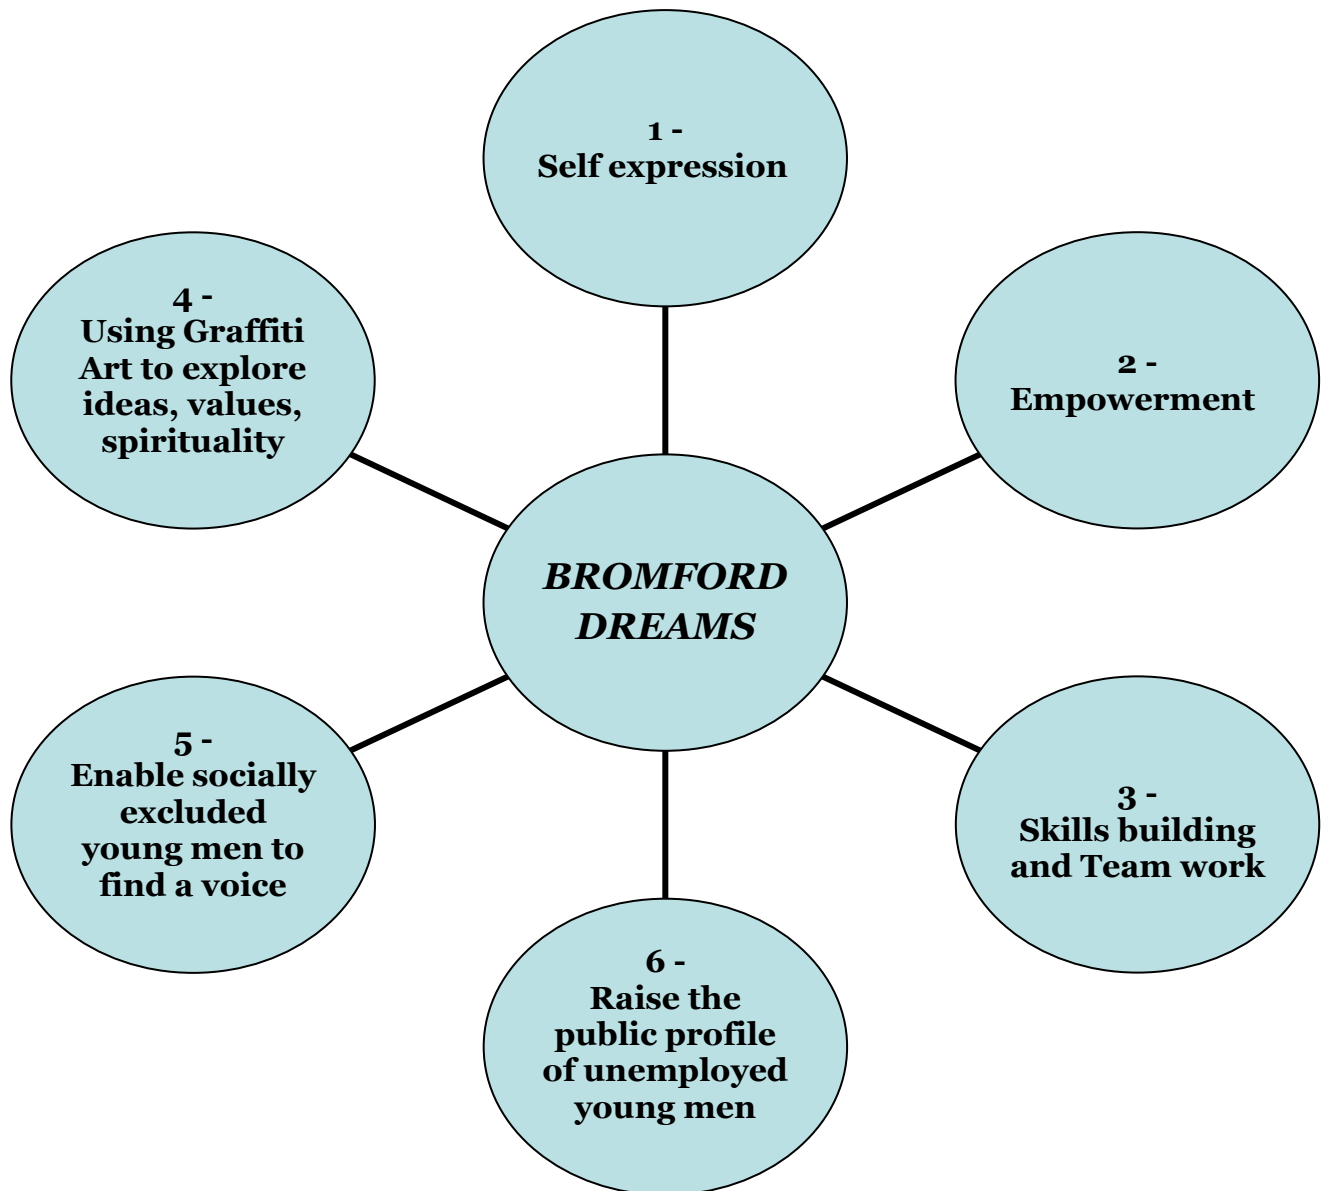 1 -
Self expression
2 -
Empowerment
3 -
Skills building
and Team work
4 -
Using Graffiti
Art to explore
ideas, values,
spirituality
5 -
Enable socially
excluded
young men to
find a voice
6 -
Raise the
public profile
of unemployed
young men
BROMFORD
DREAMS